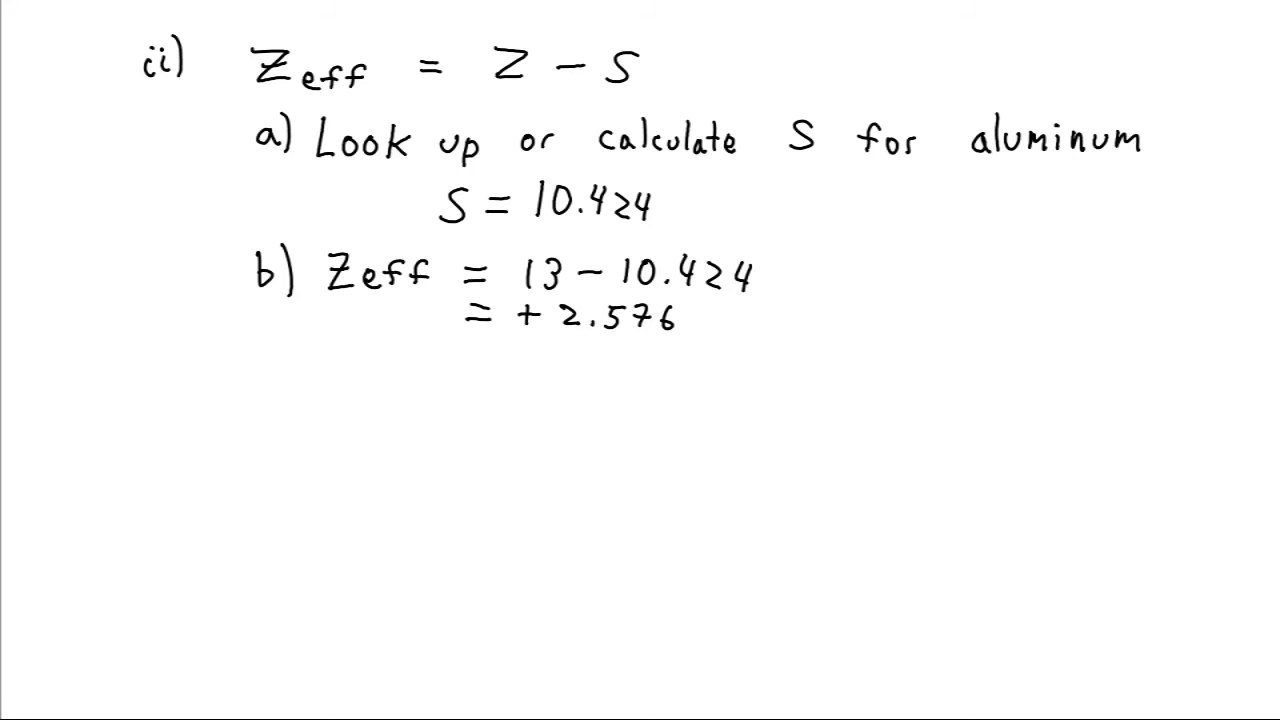 ii) Zeff = Z - S
a) Look up or calculate S for aluminum
S = 10.424
b) Zeff = 13 - 10.424
= + 2.576